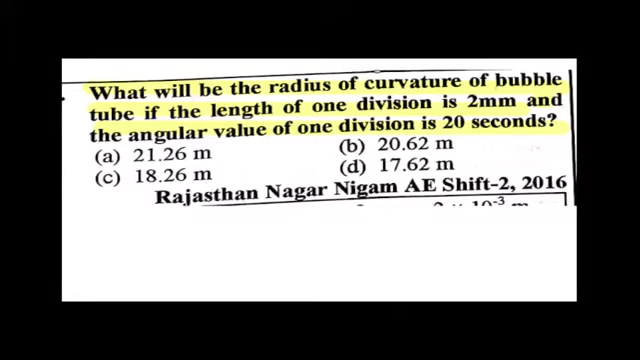 What will be the radius of curvature of bubble
tube if the length of one division is 2mm and
the angular value of one division is 20 seconds?
(a) 21.26 m (b) 20.62 m
(c) 18.26 m (d) 17.62 m
Rajasthan Nagar Nigam AE Shift-2, 2016